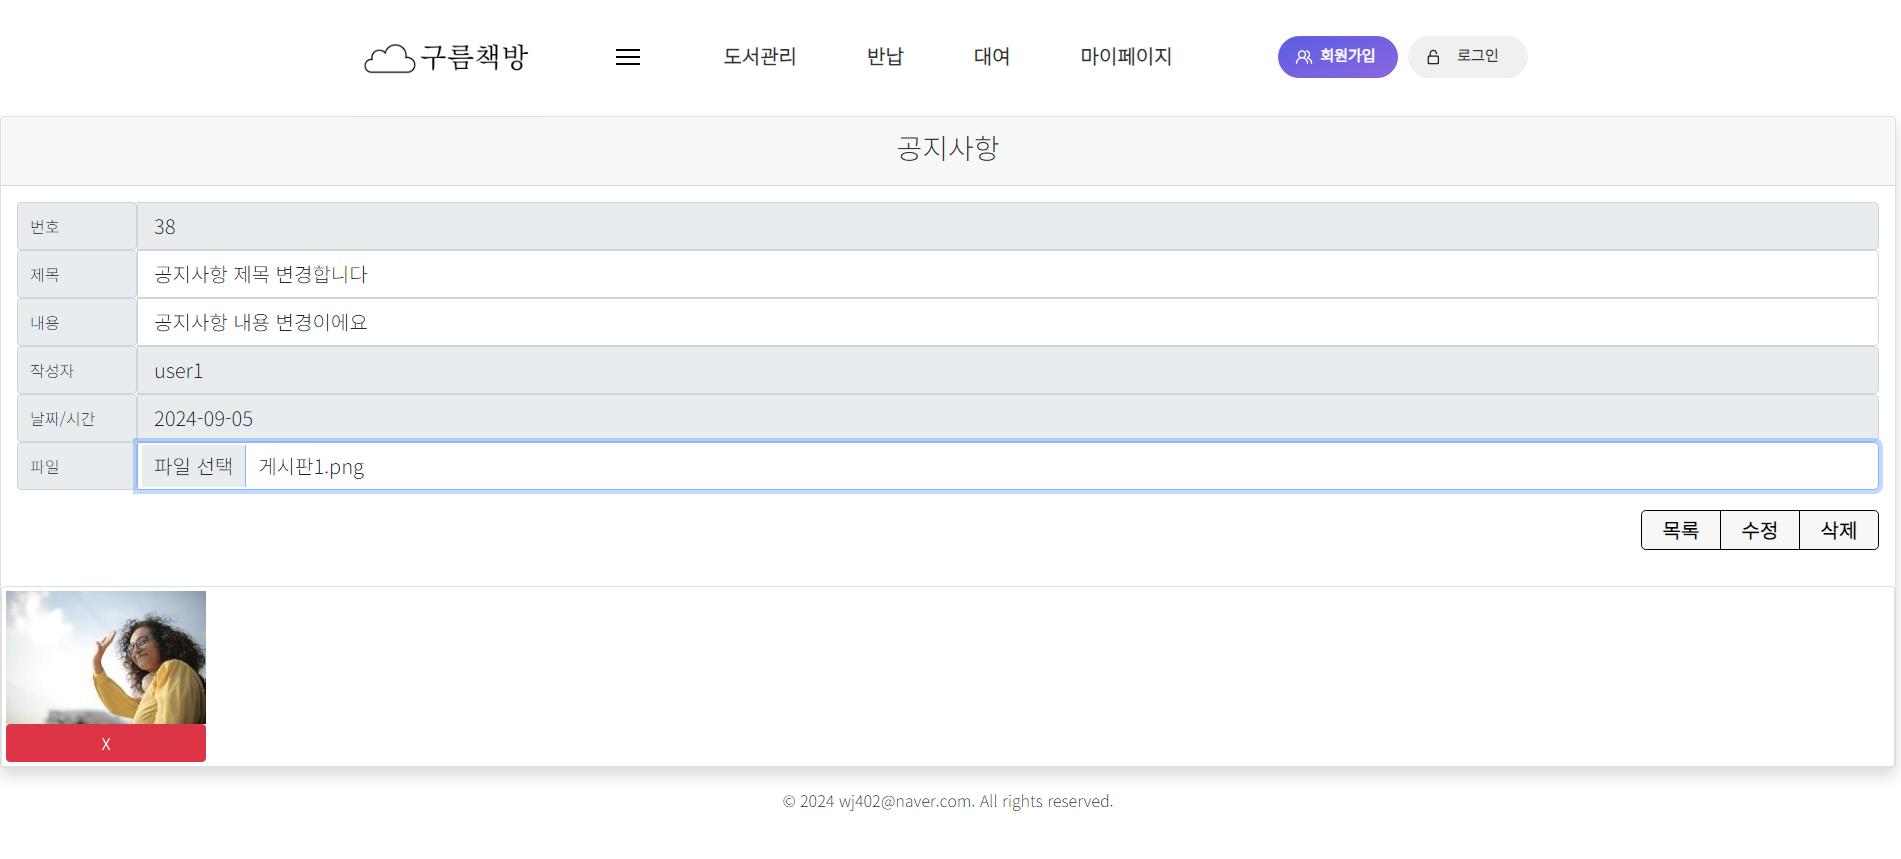 구름책방
도서관리 반납 대여 마이페이지 회원가입 로그인
공지사항
번호 38
제목 공지사항 제목 변경합니다
내용 공지사항 내용 변경이에요
작성자 user1
날짜/시간 2024-09-05
파일 파일 선택 게시판1.png
목록 수정 삭제
X
© 2024 wj402@naver.com. All rights reserved.